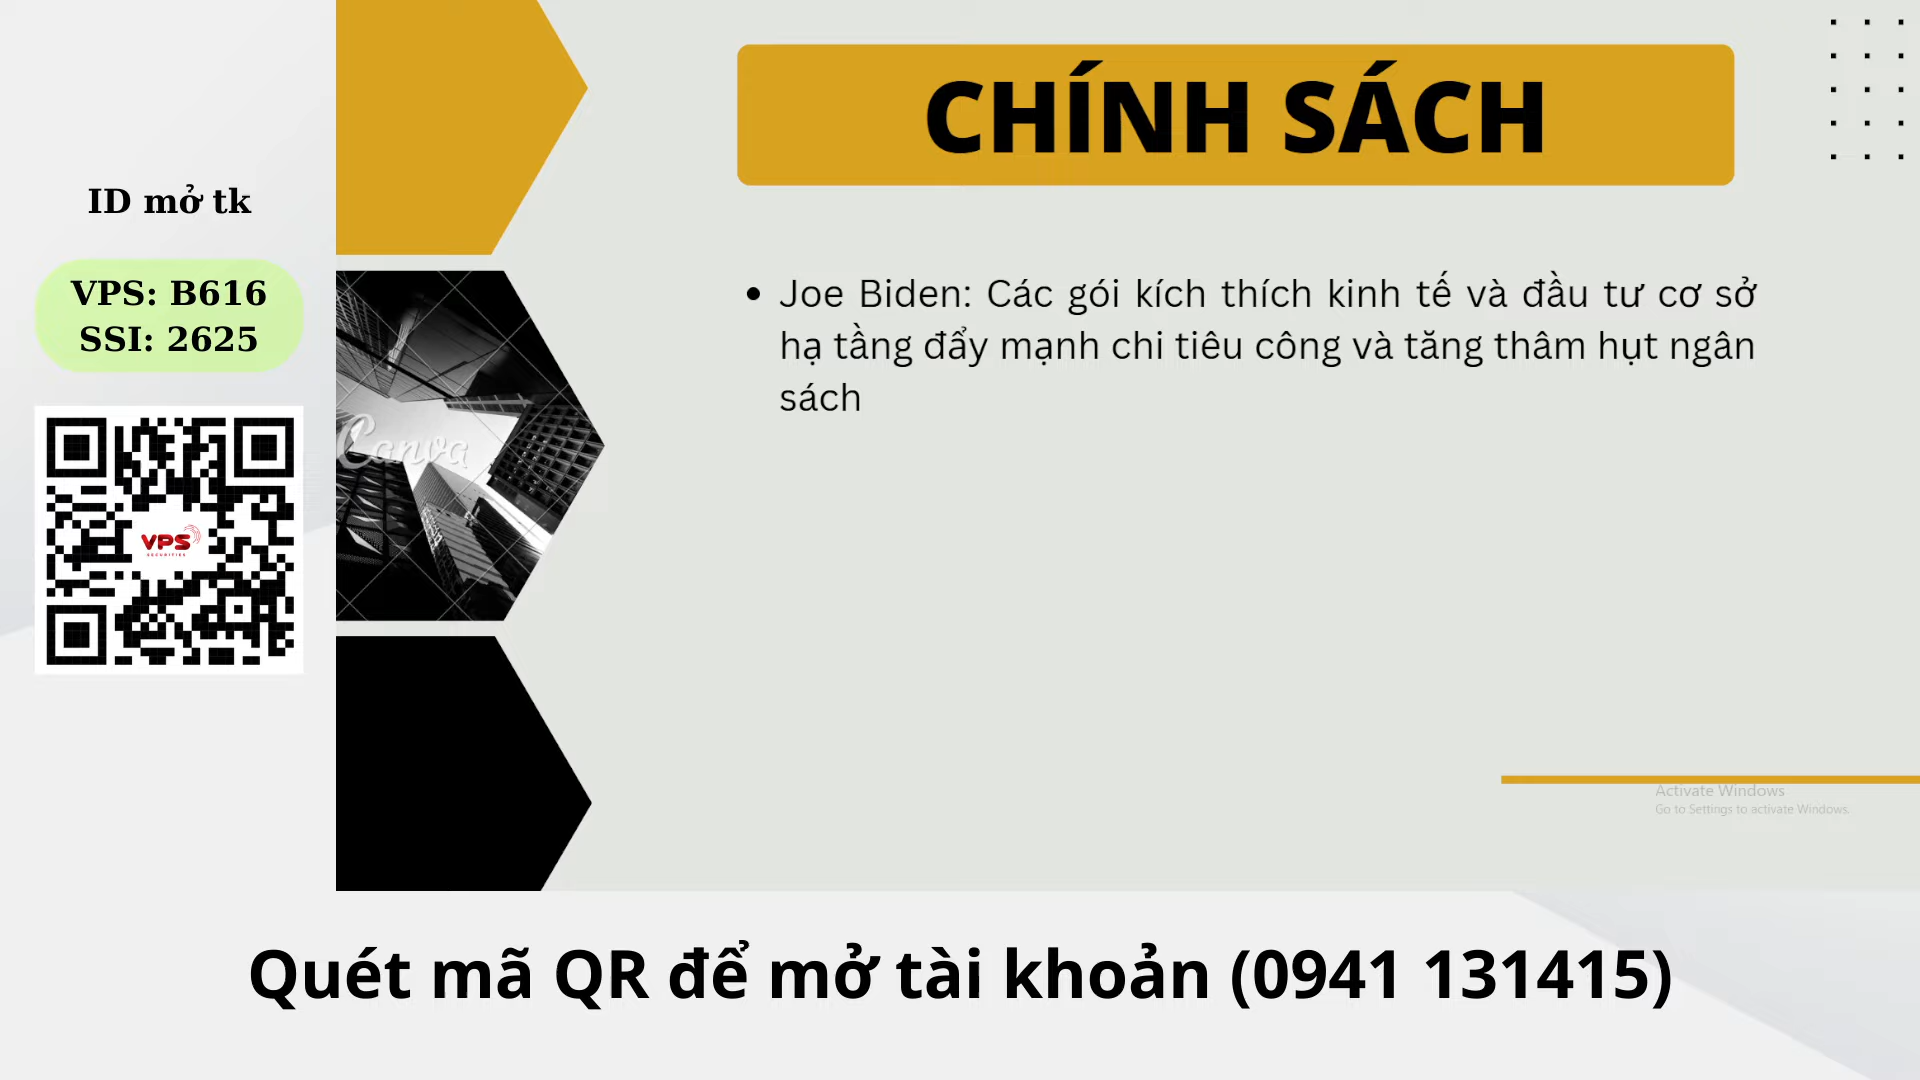 ID mở tk
VPS: B616
SSI: 2625
VPS
SECURITIES
CHÍNH SÁCH
• Joe Biden: Các gói kích thích kinh tế và đầu tư cơ sở
hạ tầng đẩy mạnh chi tiêu công và tăng thâm hụt ngân
sách
Canva
Activate Windows
Go to Settings to activate Windows.
Quét mã QR để mở tài khoản (0941 131415)